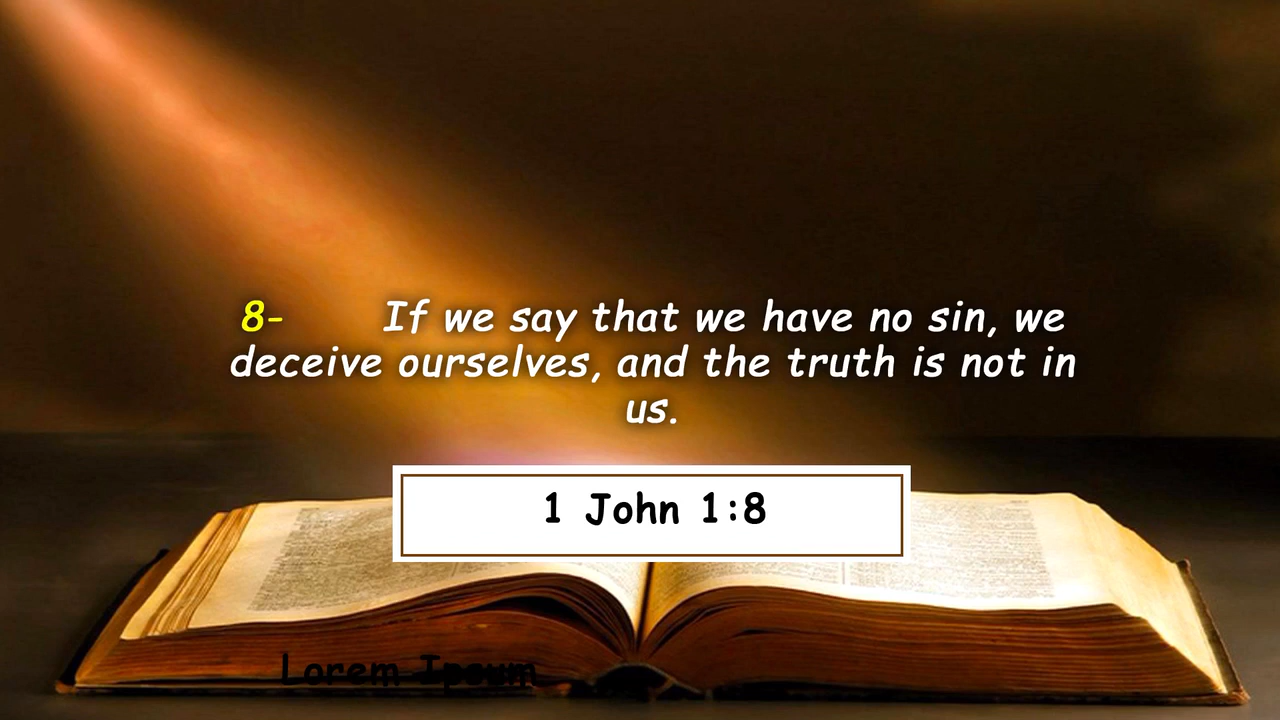 8- If we say that we have no sin, we
deceive ourselves, and the truth is not in
us.
1 John 1:8
Lorem Ipsum